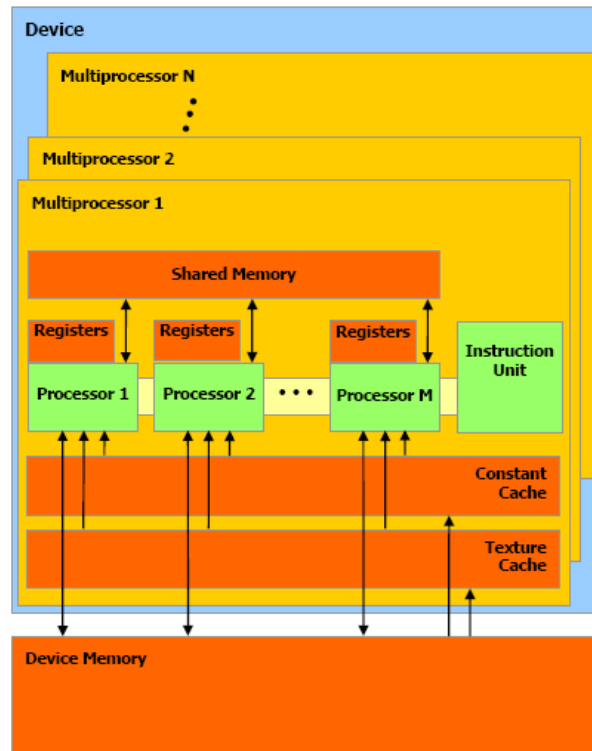 Device
Multiprocessor N
Multiprocessor 2
Multiprocessor 1
Shared Memory
Registers
Registers
Registers
Instruction
Unit
Processor 1
Processor 2
Processor M
Constant
Cache
Texture
Cache
Device Memory